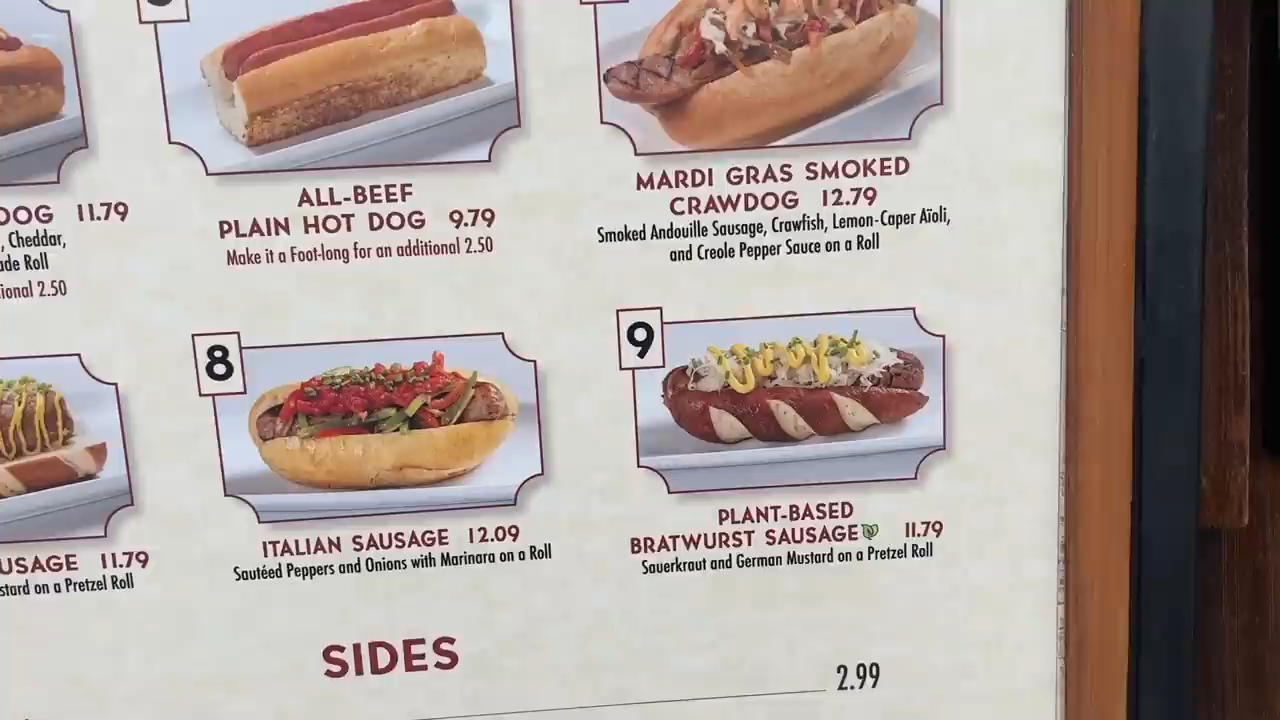 DOG 11.79
, Cheddar,
Roll
2.50
ALL-BEEF
PLAIN HOT DOG 9.79
Make it a Foot-long for an additional 2.50
MARDI GRAS SMOKED
CRAWDOG 12.79
Smoked Andouille Sausage, Crawfish, Lemon-Caper Aïoli,
and Creole Pepper Sauce on a Roll
11.79
on a Pretzel Roll
8
ITALIAN SAUSAGE 12.09
Sautéed Peppers and Onions with Marinara on a Roll
9
PLANT-BASED
BRATWURST SAUSAGE 11.79
Sauerkraut and German Mustard on a Pretzel Roll
SIDES
2.99